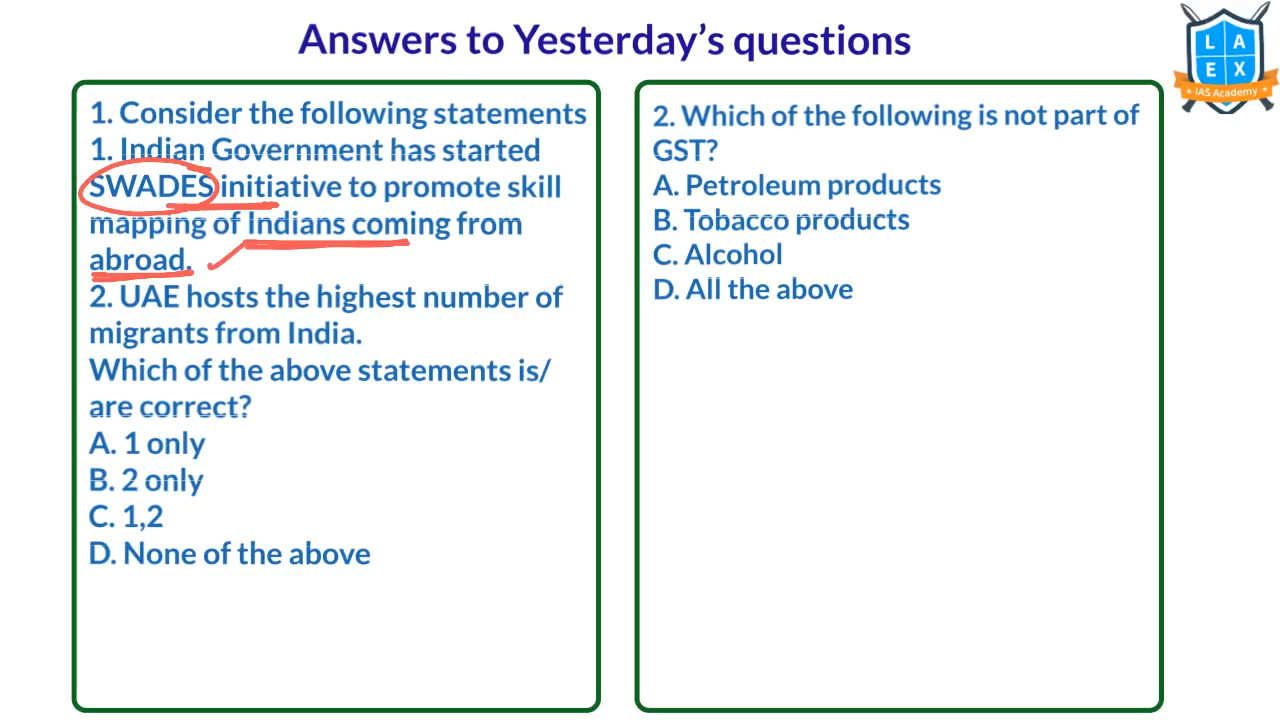 Answers to Yesterday's questions
L A
E X
IAS Academy
1. Consider the following statements
1. Indian Government has started
SWADES initiative to promote skill
mapping of Indians coming from
abroad.
2. UAE hosts the highest number of
migrants from India.
Which of the above statements is/
are correct?
A. 1 only
B. 2 only
C. 1,2
D. None of the above
2. Which of the following is not part of
GST?
A. Petroleum products
B. Tobacco products
C. Alcohol
D. All the above